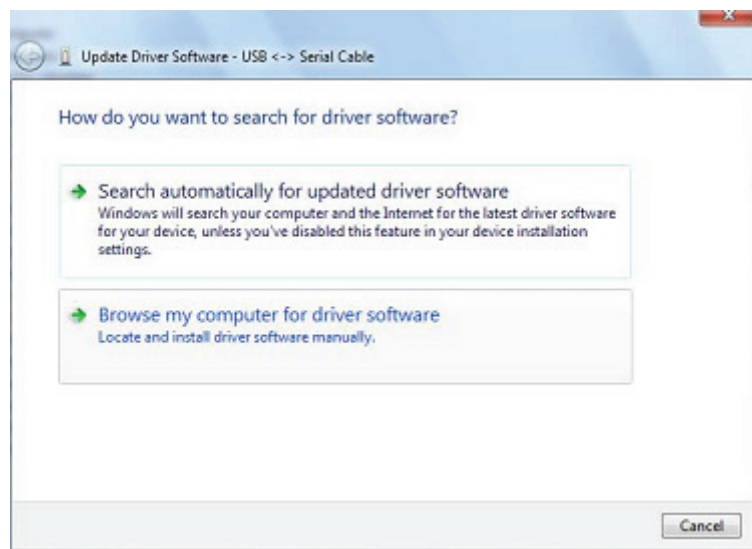 Update Driver Software - USB <-> Serial Cable
How do you want to search for driver software?
Search automatically for updated driver software
Windows will search your computer and the Internet for the latest driver software
for your device, unless you've disabled this feature in your device installation
settings.
Browse my computer for driver software
Locate and install driver software manually.
Cancel